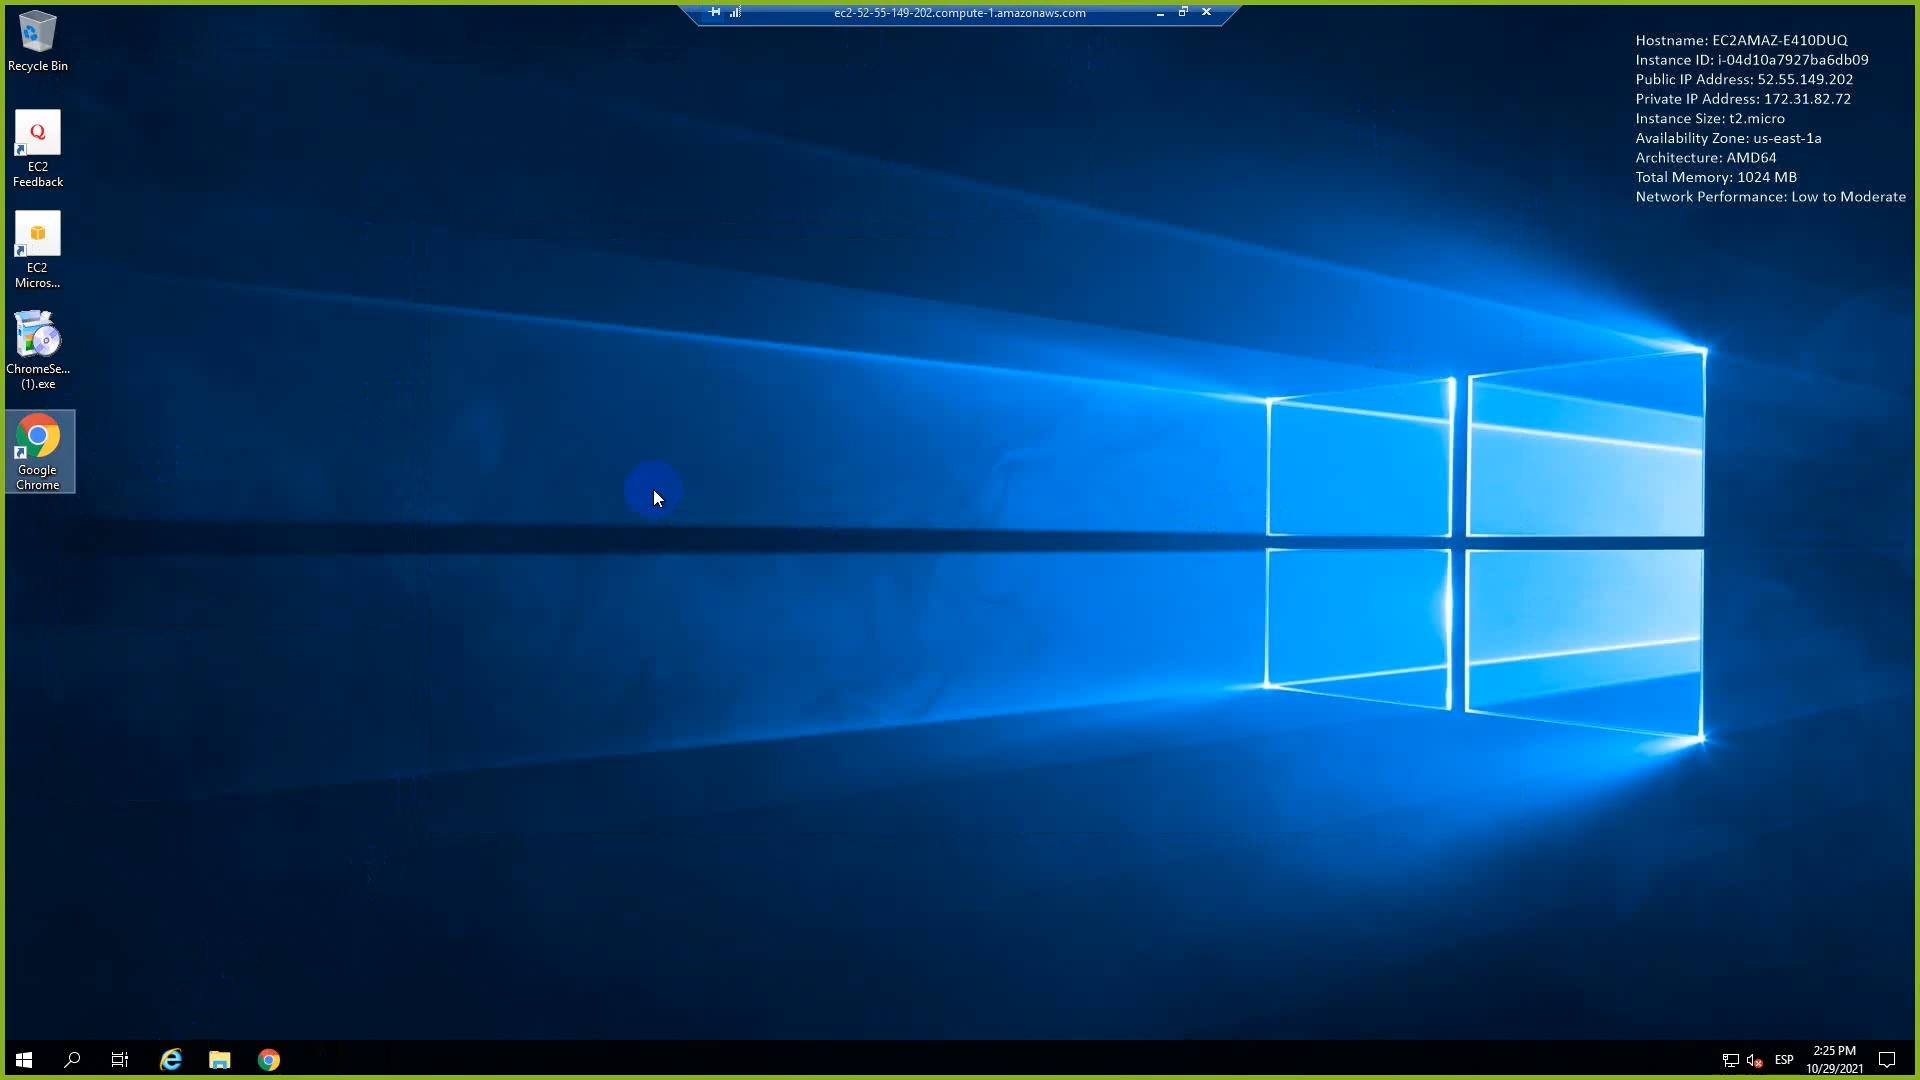 ec2-52-55-149-202.compute-1.amazonaws.com
Hostname: EC2AMAZ-E410DUQ
Instance ID: i-04d10a7927ba6db09
Public IP Address: 52.55.149.202
Private IP Address: 172.31.82.72
Instance Size: t2.micro
Availability Zone: us-east-1a
Architecture: AMD64
Total Memory: 1024 MB
Network Performance: Low to Moderate
Recycle Bin
Q
EC2
Feedback
EC2
Micros...
ChromeSe...
(1).exe
Google
Chrome
ESP
2:25 PM
10/29/2021